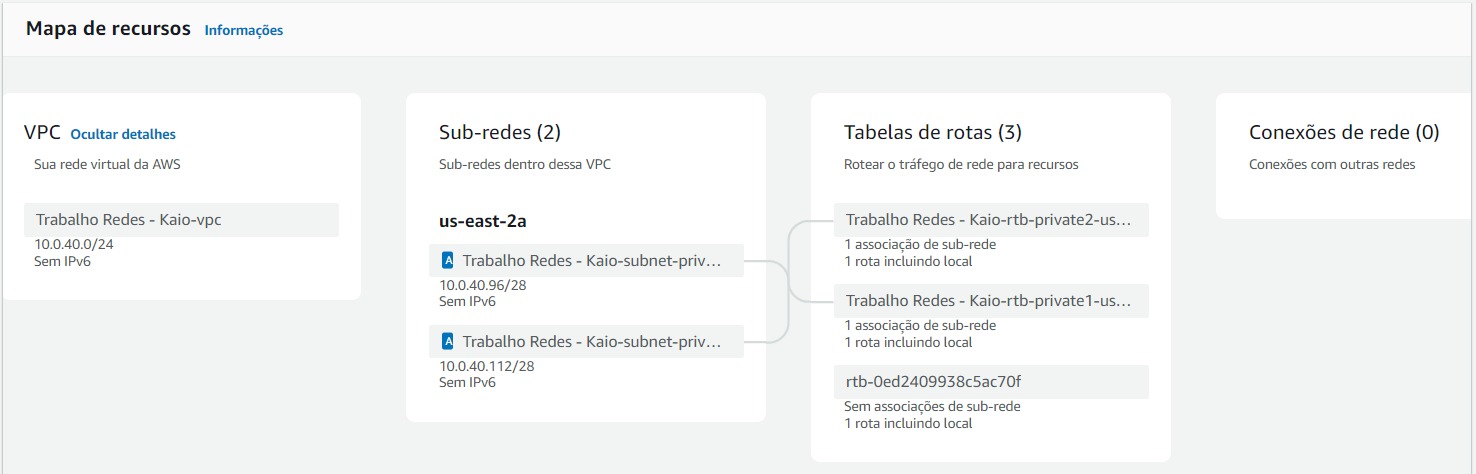 Mapa de recursos Informações
VPC Ocultar detalhes
Sua rede virtual da AWS
Trabalho Redes - Kaio-vpc
10.0.40.0/24
Sem IPv6
Sub-redes (2)
Sub-redes dentro dessa VPC
us-east-2a
A Trabalho Redes - Kaio-subnet-priv...
10.0.40.96/28
Sem IPv6
A Trabalho Redes - Kaio-subnet-priv...
10.0.40.112/28
Sem IPv6
Tabelas de rotas (3)
Rotear o tráfego de rede para recursos
Trabalho Redes - Kaio-rtb-private2-us...
1 associação de sub-rede
1 rota incluindo local
Trabalho Redes - Kaio-rtb-private1-us...
1 associação de sub-rede
1 rota incluindo local
rtb-0ed2409938c5ac70f
Sem associações de sub-rede
1 rota incluindo local
Conexões de rede (0)
Conexões com outras redes